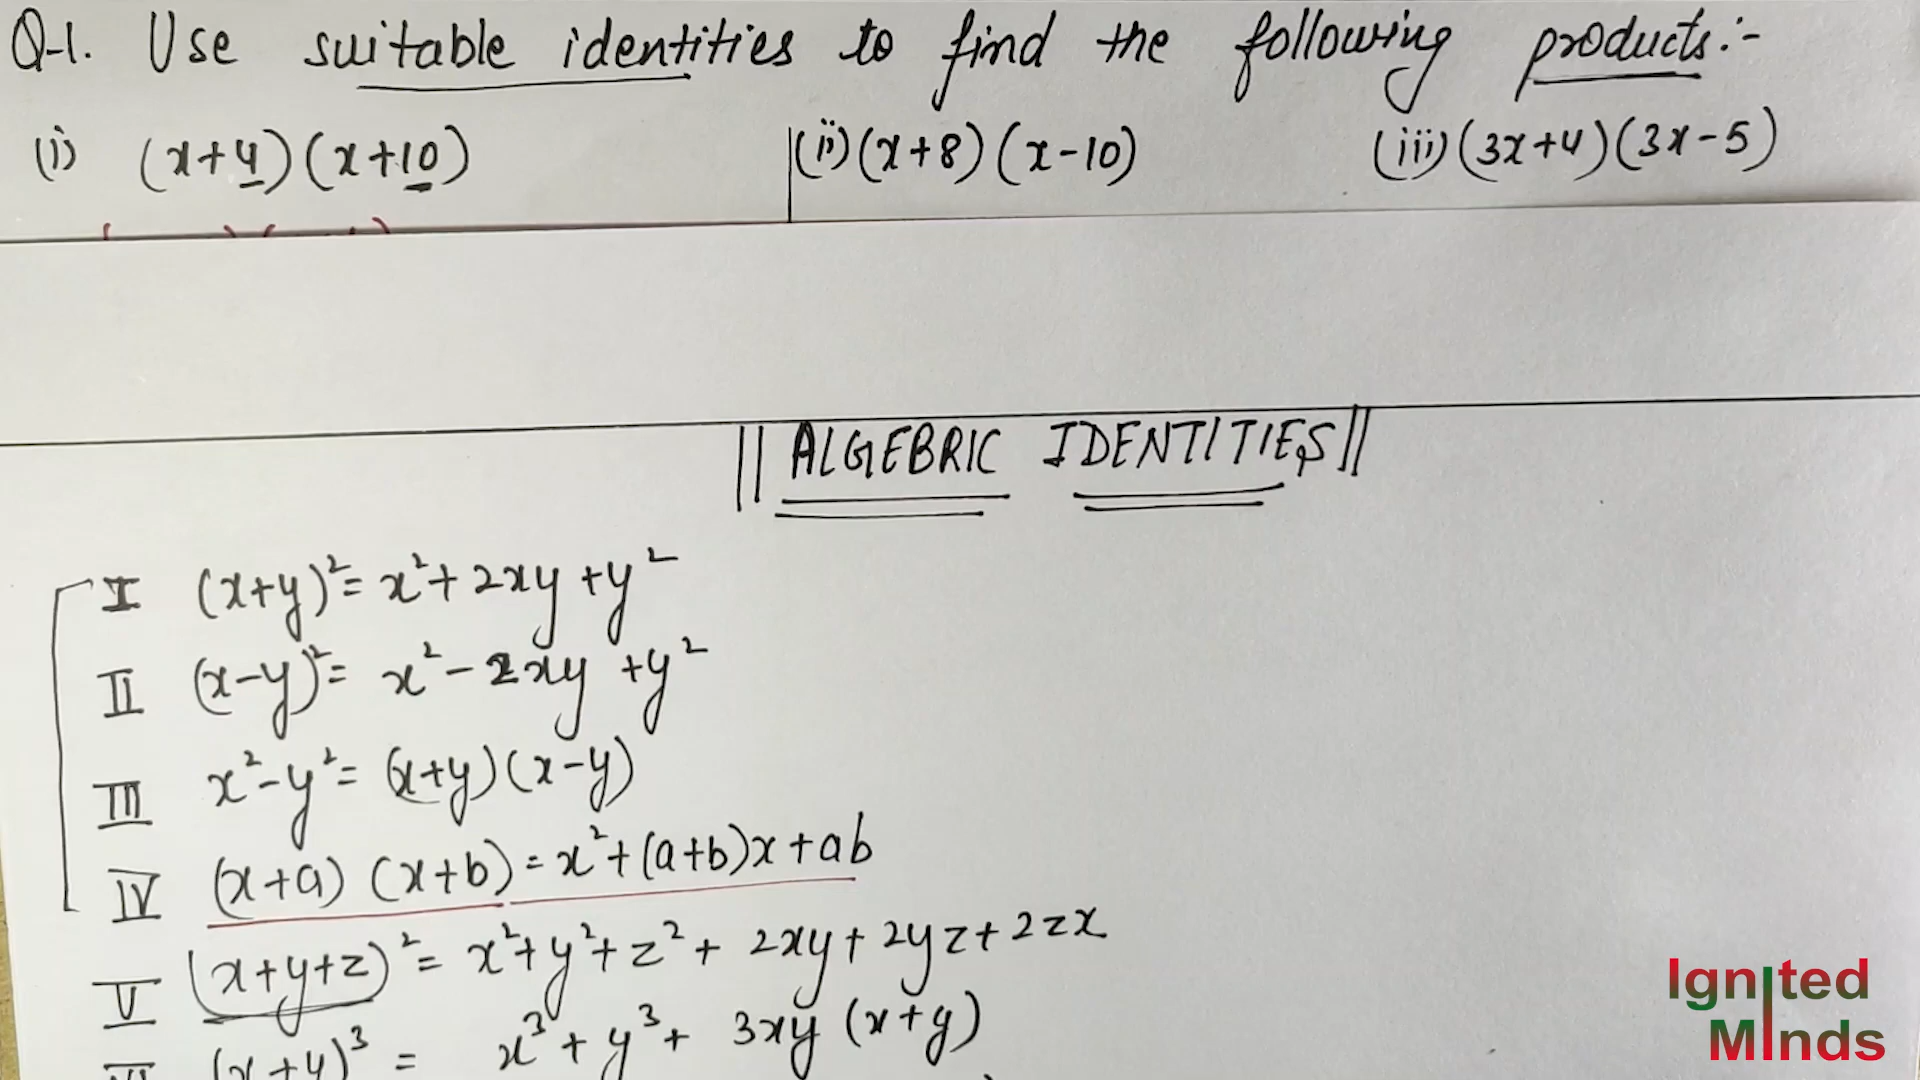 Q-1. Use suitable identities to find the following products:-
(i) (x+4)(x+10) (ii) (x+8)(x-10) (iii) (3x+4)(3x-5)
|| ALGEBRIC IDENTITIES ||
I (x+y)² = x²+2xy+y²
II (x-y)² = x²-2xy+y²
III x²-y² = (x+y)(x-y)
IV (x+a)(x+b) = x²+(a+b)x+ab
V (x+y+z)² = x²+y²+z²+2xy+2yz+2zx
VI (x+y)³ = x³+y³+3xy(x+y)
Ignited
Minds